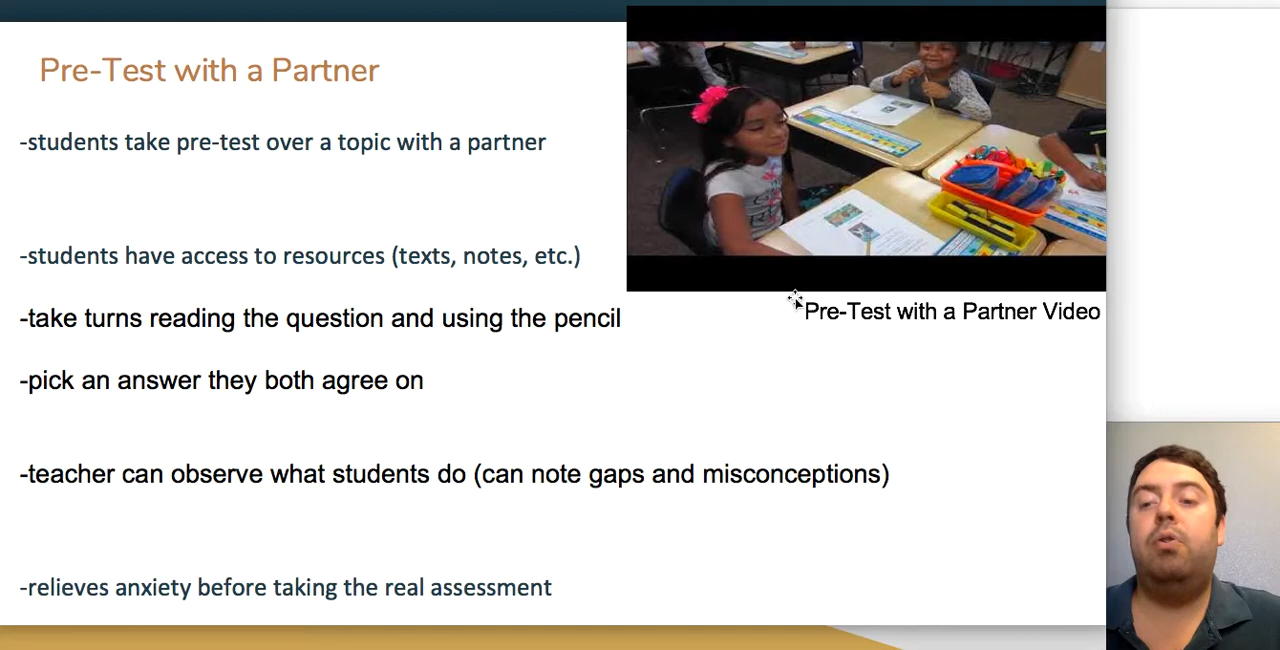 Pre-Test with a Partner
-students take pre-test over a topic with a partner
-students have access to resources (texts, notes, etc.)
-take turns reading the question and using the pencil
Pre-Test with a Partner Video
-pick an answer they both agree on
-teacher can observe what students do (can note gaps and misconceptions)
-relieves anxiety before taking the real assessment